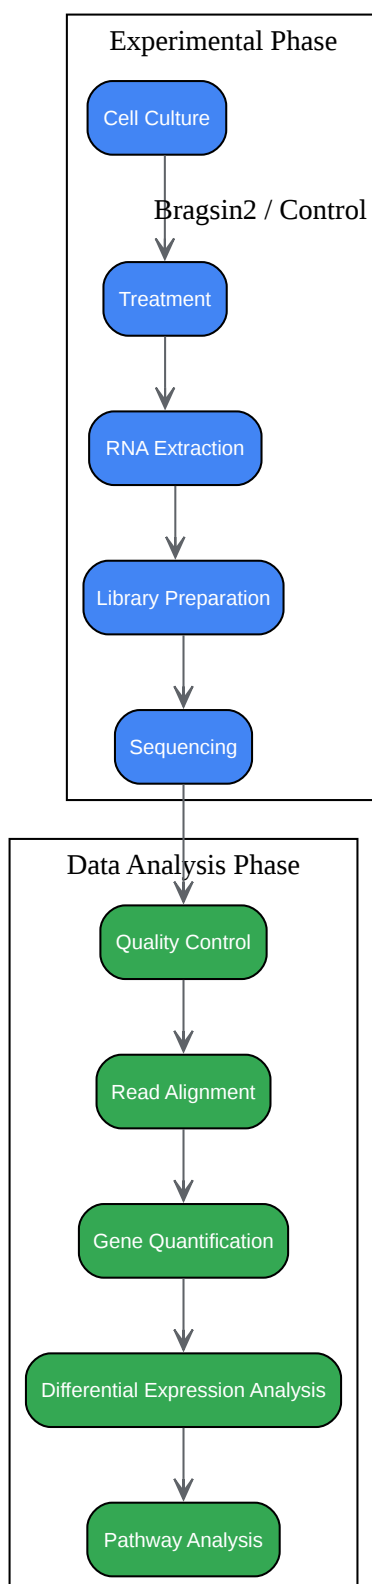 Experimental Phase
Cell Culture
Bragsin2 / Control
Treatment
RNA Extraction
Library Preparation
Sequencing
Data Analysis Phase
Quality Control
Read Alignment
Gene Quantification
Differential Expression Analysis
Pathway Analysis